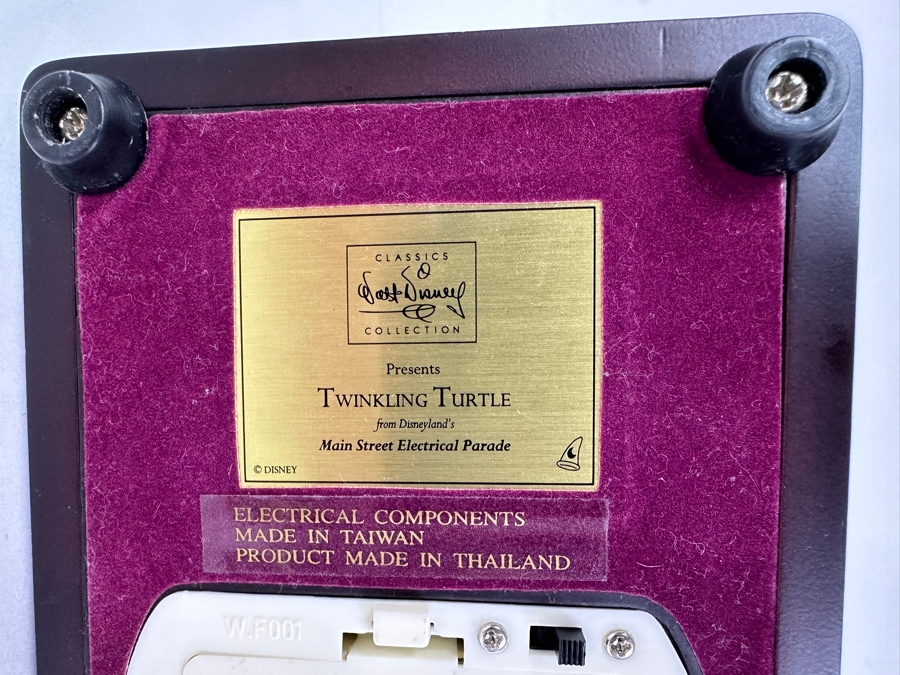 CLASSICS
Walt Disney
COLLECTION
Presents
TWINKLING TURTLE
from Disneyland's
Main Street Electrical Parade
© DISNEY
ELECTRICAL COMPONENTS
MADE IN TAIWAN
PRODUCT MADE IN THAILAND
W.F001